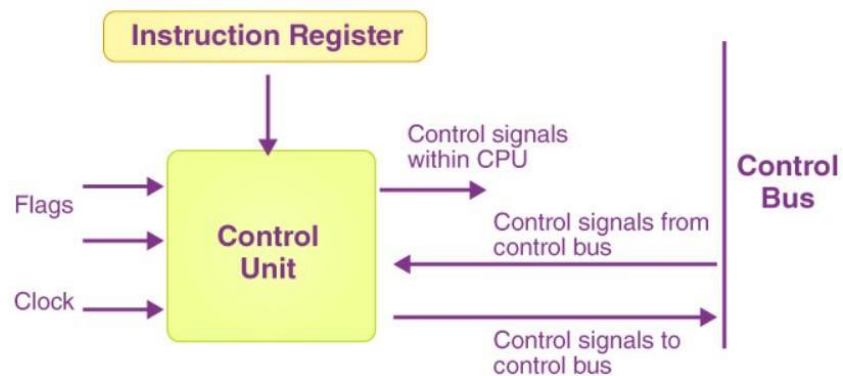 Instruction Register
Control signals
within CPU
Control
Bus
Flags
Control signals from
control bus
Control
Unit
Clock
Control signals to
control bus